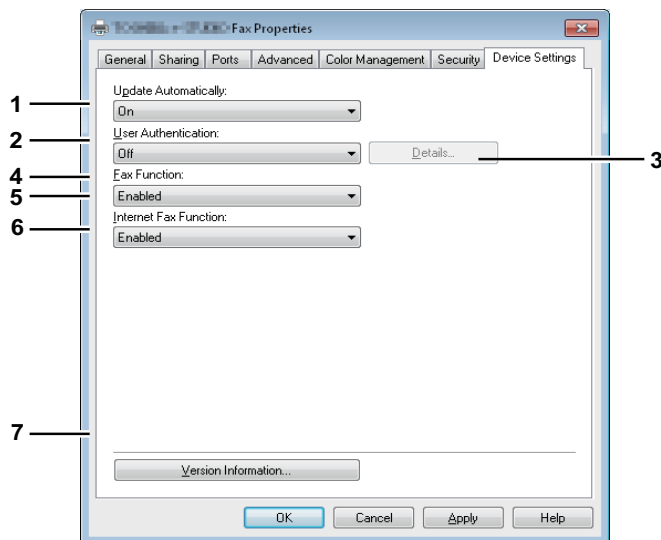 Fax Properties
General Sharing Ports Advanced Color Management Security Device Settings
1
Update Automatically:
On
2
User Authentication:
Off
Details...
3
4
Fax Function:
5
Enabled
6
Internet Fax Function:
Enabled
7
Version Information...
OK Cancel Apply Help